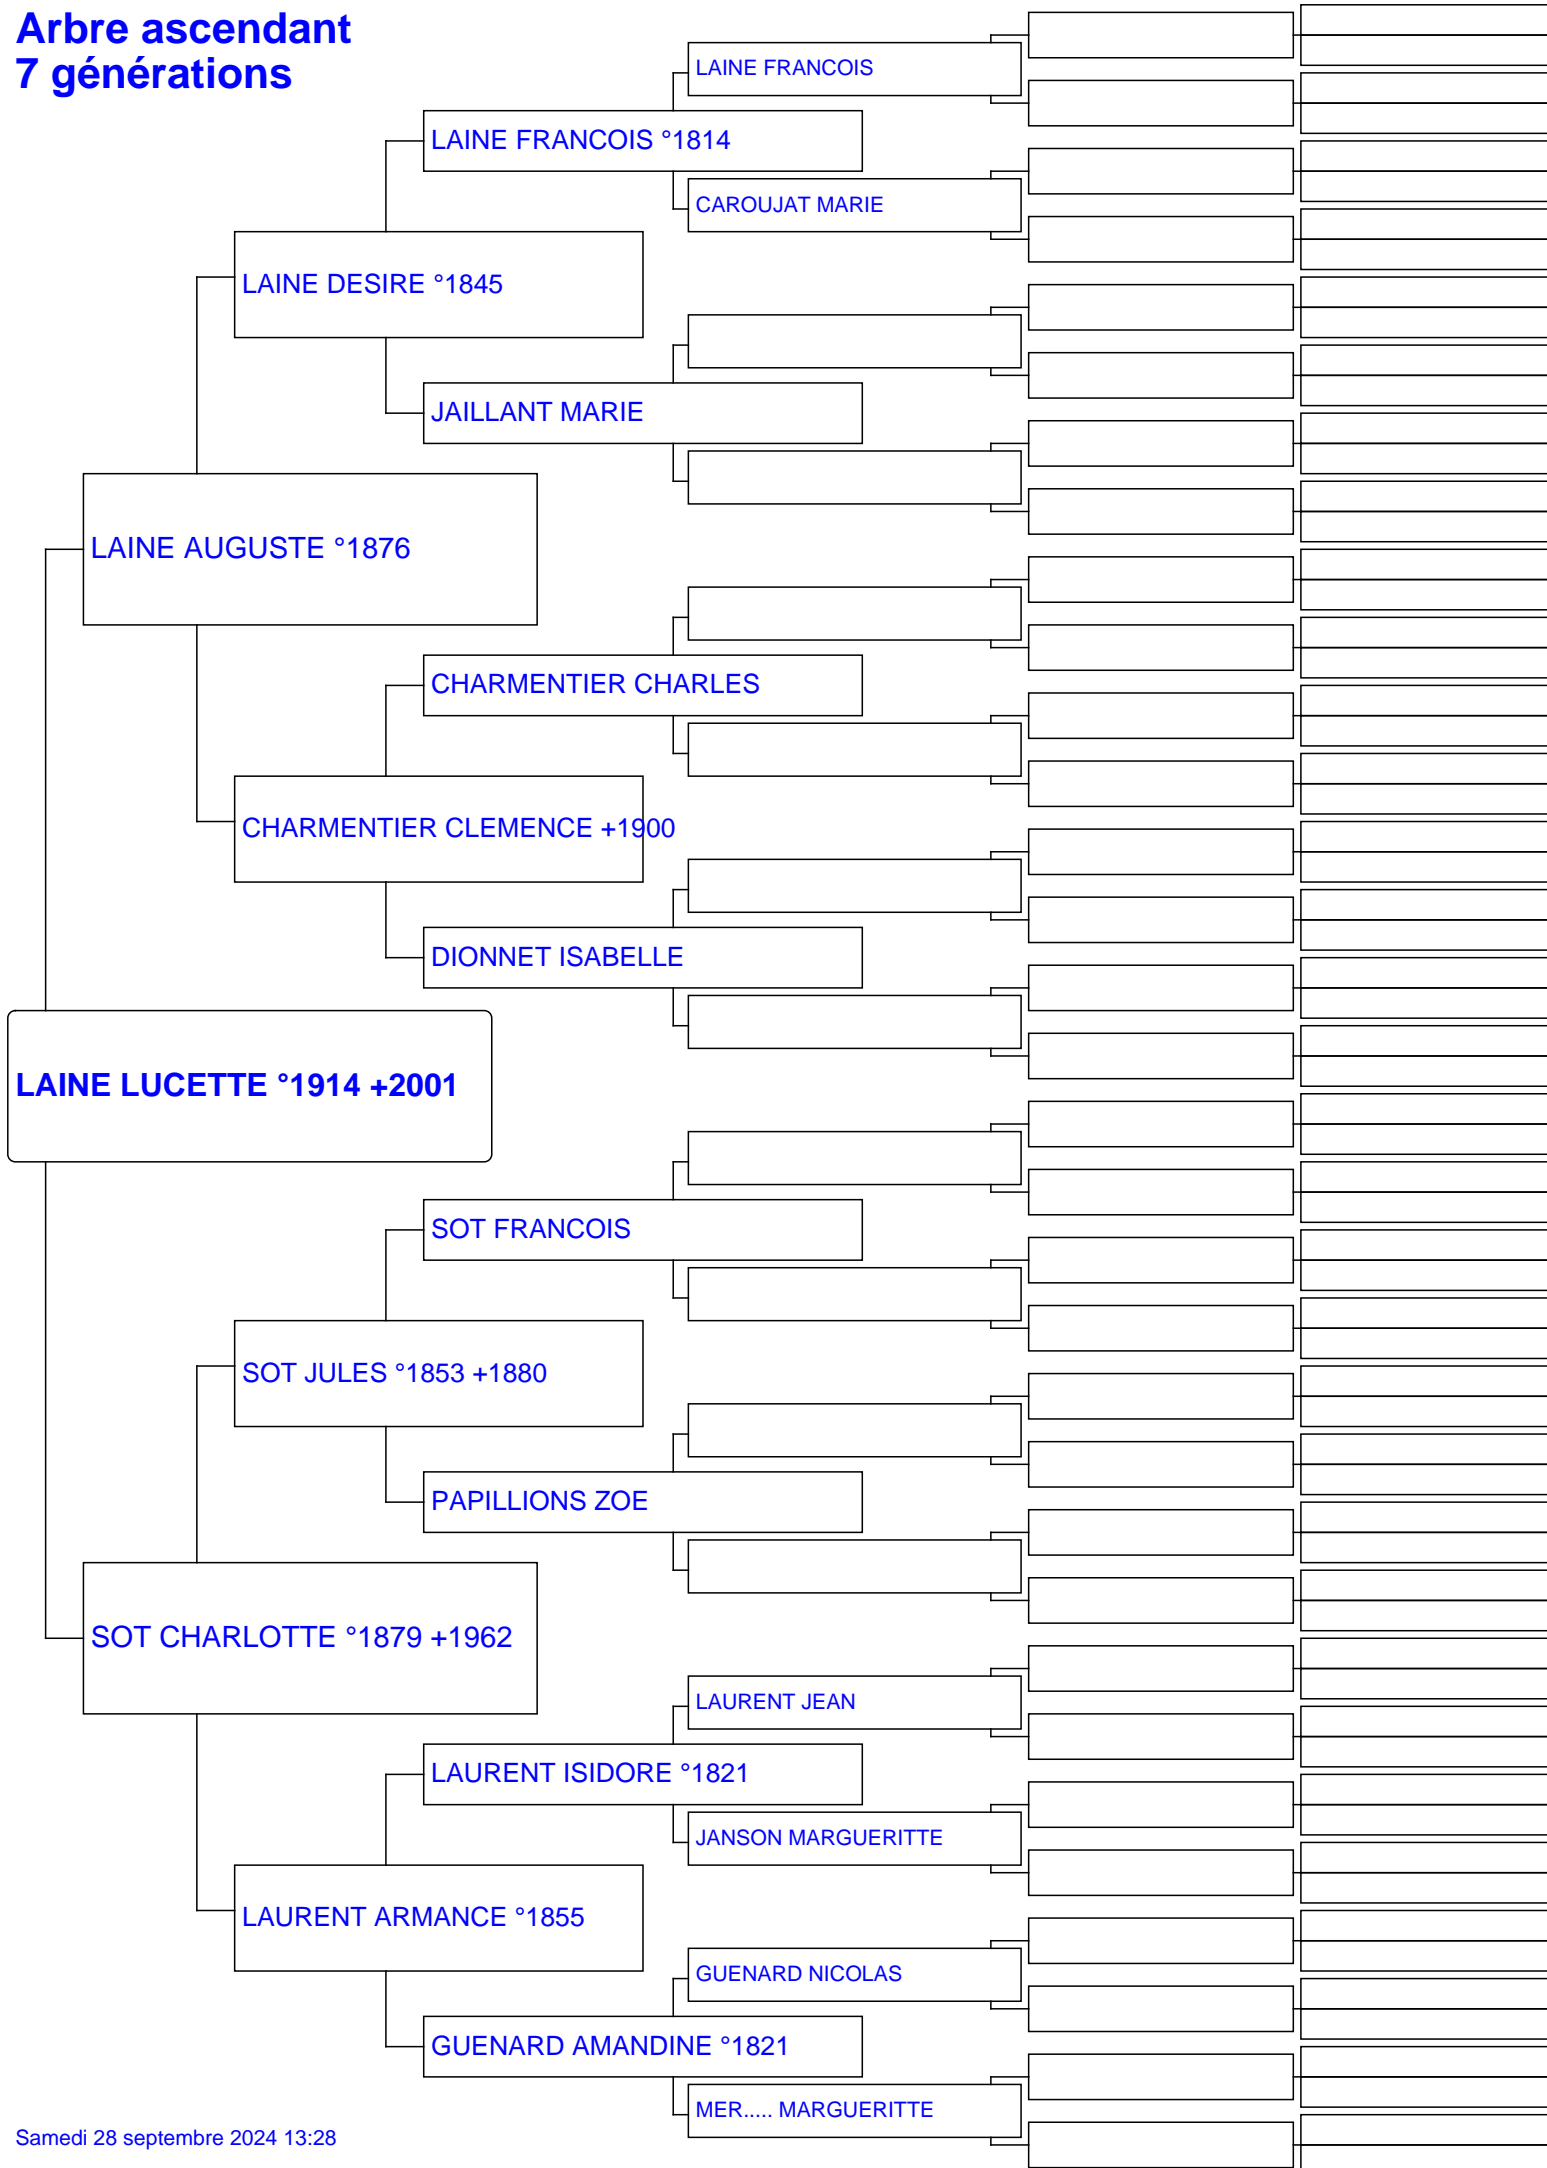 Arbre ascendant
7 générations
LAINE FRANCOIS
LAINE FRANCOIS °1814
CAROUJAT MARIE
LAINE DESIRE °1845
JAILLANT MARIE
LAINE AUGUSTE °1876
CHARMENTIER CHARLES
CHARMENTIER CLEMENCE +1900
DIONNET ISABELLE
LAINE LUCETTE °1914 +2001
SOT FRANCOIS
SOT JULES °1853 +1880
PAPILLIONS ZOE
SOT CHARLOTTE °1879 +1962
LAURENT JEAN
LAURENT ISIDORE °1821
JANSON MARGUERITTE
LAURENT ARMANCE °1855
GUENARD NICOLAS
GUENARD AMANDINE °1821
MER..... MARGUERITTE
Samedi 28 septembre 2024 13:28